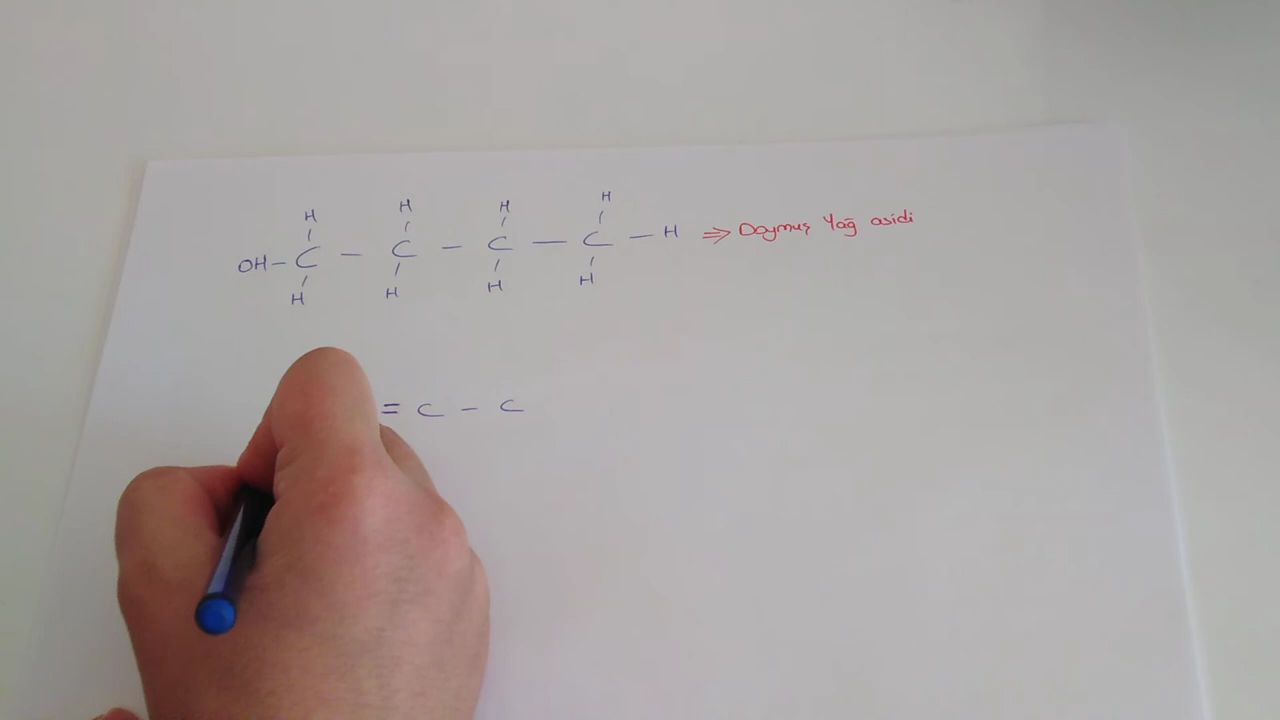 H H H H
OH - C - C - C - C - H ⇒ Doymuş Yağ asidi
H H H H
= C - C